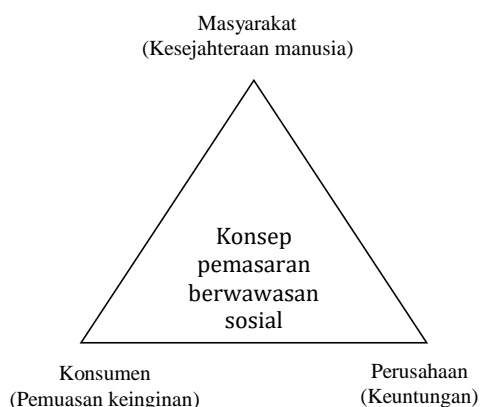 Masyarakat
(Kesejahteraan manusia)
Konsep
pemasaran
berwawasan
sosial
Konsumen
(Pemuasan keinginan)
Perusahaan
(Keuntungan)